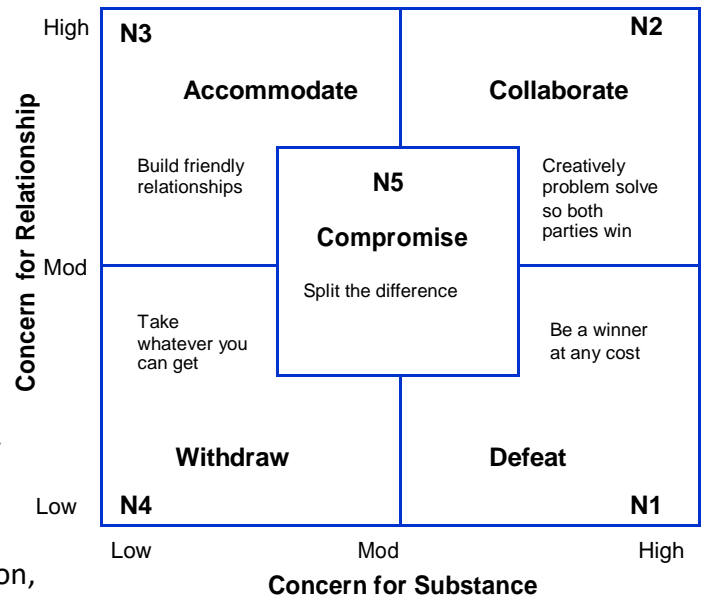 High
N3
N2
Accommodate
Collaborate
Build friendly
relationships
N5
Creatively
problem solve
so both
parties win
Compromise
Split the difference
Concern for Relationship
Mod
Take
whatever you
can get
Be a winner
at any cost
Withdraw
Defeat
Low
N4
N1
Low
Mod
High
on,
Concern for Substance